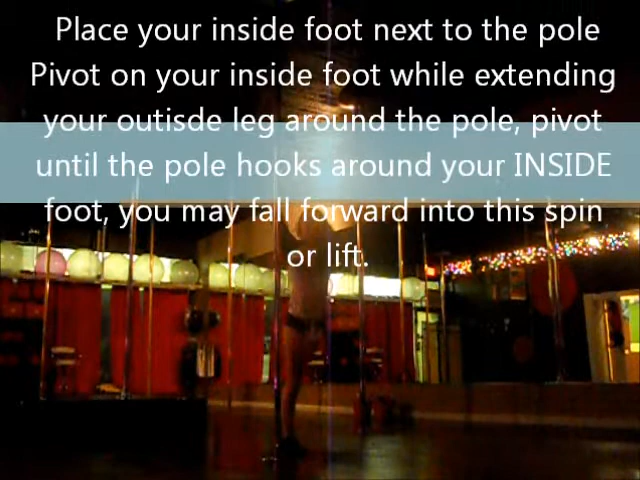 Place your inside foot next to the pole
Pivot on your inside foot while extending
your outisde leg around the pole, pivot
until the pole hooks around your INSIDE
foot, you may fall forward into this spin
or lift.